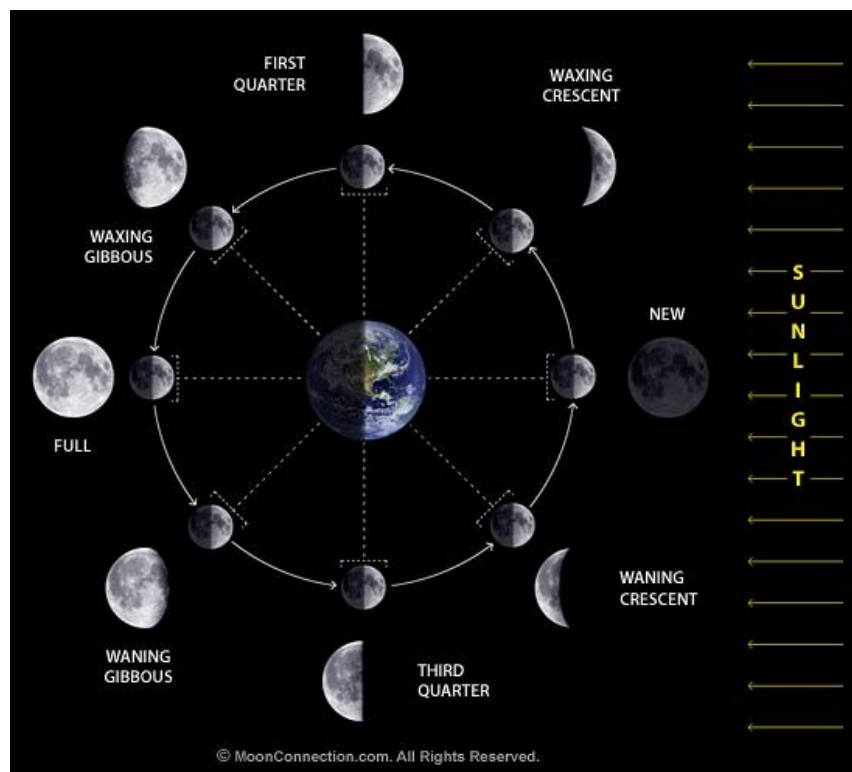 FIRST
QUARTER
WAXING
CRESCENT
WAXING
GIBBOUS
NEW
SUNLIGHT
FULL
WANING
CRESCENT
WANING
GIBBOUS
THIRD
QUARTER
© MoonConnection.com. All Rights Reserved.